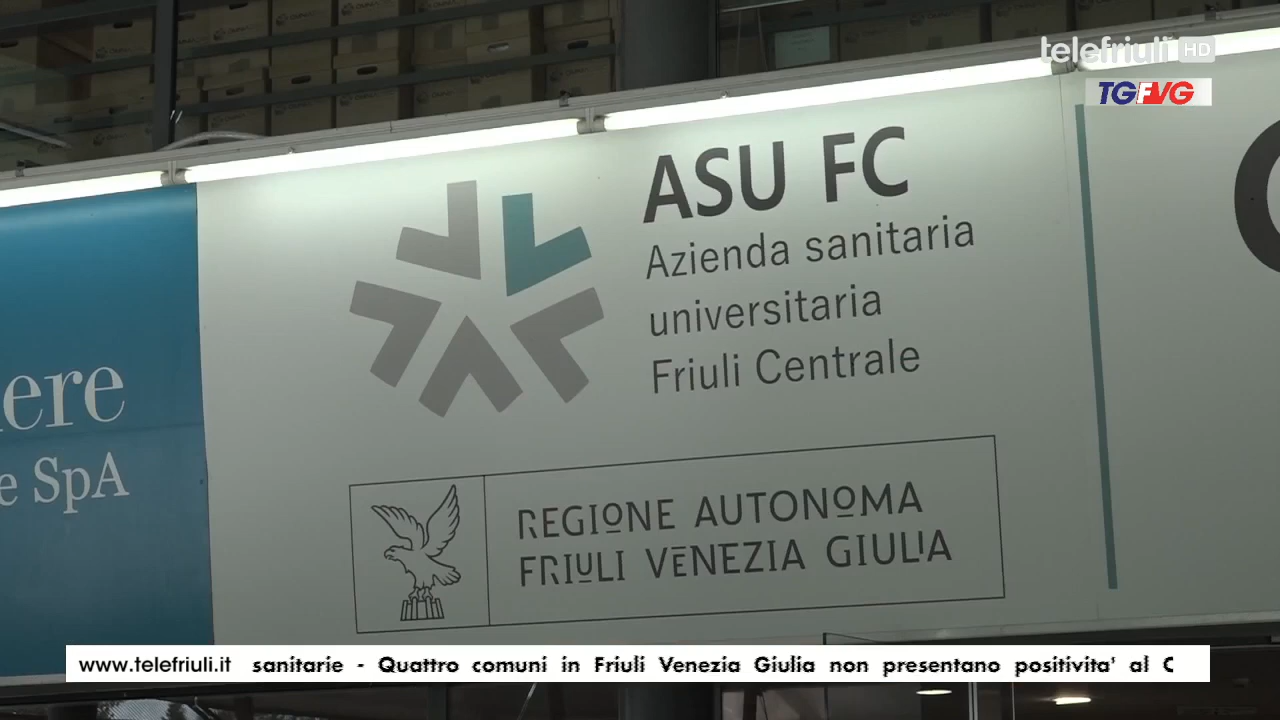 telefriuli HD
TGFVG
ASU FC
Azienda sanitaria
universitaria
Friuli Centrale
ere
e SpA
REGIONE AUTONOMA
FRIULI VENEZIA GIULIA
www.telefriuli.it sanitarie - Quattro comuni in Friuli Venezia Giulia non presentano positivita' al C